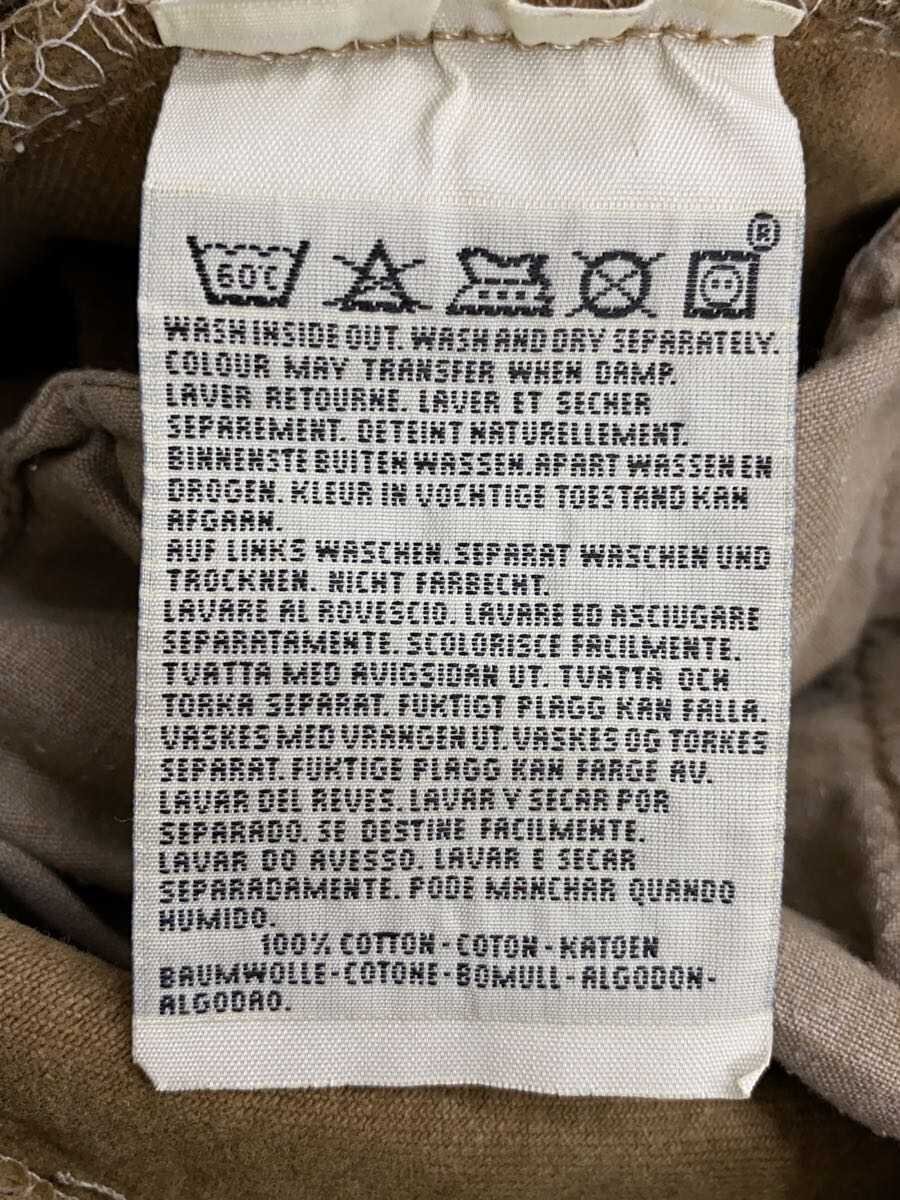 ®
60°C
WASH INSIDE OUT. WASH AND DRY SEPARATELY.
COLOUR MAY TRANSFER WHEN DAMP.
LAVER RETOURNE. LAVER ET SECHER
SEPAREMENT. DETEINT NATURELLEMENT.
BINNENSTE BUITEN WASSEN. APART WASSEN EN
DROGEN. KLEUR IN VOCHTIGE TOESTAND KAN
AFGAAN.
AUF LINKS WASCHEN. SEPARAT WASCHEN UND
TROCKNEN. NICHT FARBECHT.
LAVARE AL ROVESCIO. LAVARE ED ASCIUGARE
SEPARATAMENTE. SCOLORISCE FACILMENTE.
TVATTA MED AVIGSIDAN UT. TVATTA OCH
TORKA SEPARAT. FUKTIGT PLAGG KAN FALLA.
VASKES MED VRANGEN UT. VASKES OG TORKES
SEPARAT. FUKTIGE PLAGG KAN FARGE AV.
LAVAR DEL REVES. LAVAR Y SECAR POR
SEPARADO. SE DESTINE FACILMENTE.
LAVAR DO AVESSO. LAVAR E SECAR
SEPARADAMENTE. PODE MANCHAR QUANDO
HUMIDO.
100% COTTON - COTON - KATOEN
BAUMWOLLE - COTONE - BOMULL - ALGODON -
ALGODAO.